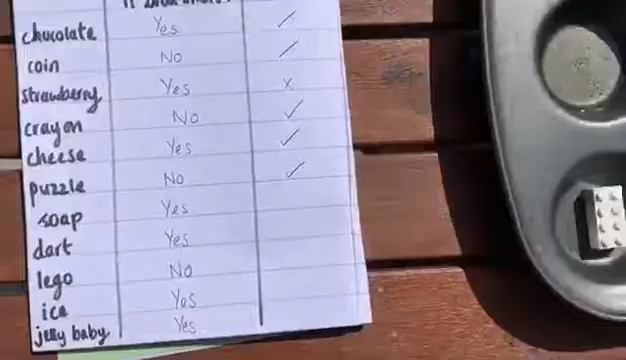 chocolate Yes ✓
coin No ✓
strawberry Yes x
crayon No ✓
cheese Yes ✓
puzzle No ✓
soap Yes
dart Yes
lego No
ice Yes
jelly baby Yes